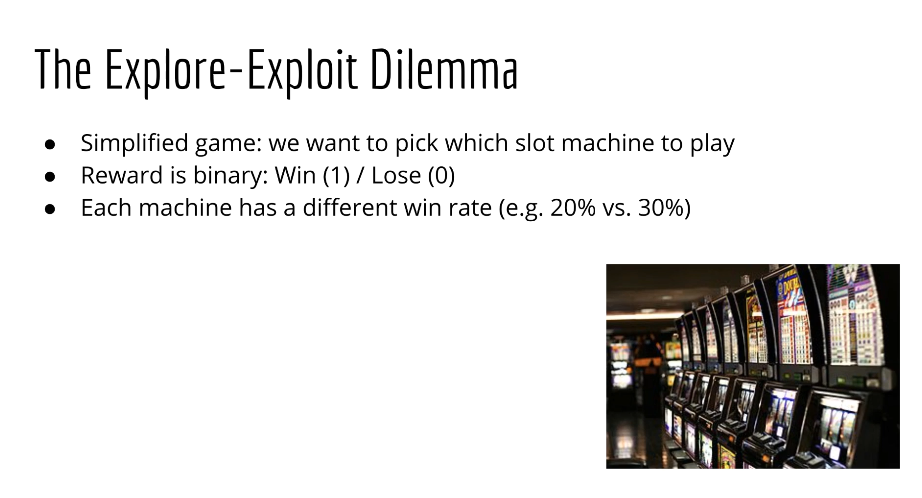 The Explore-Exploit Dilemma
● Simplified game: we want to pick which slot machine to play
● Reward is binary: Win (1) / Lose (0)
● Each machine has a different win rate (e.g. 20% vs. 30%)